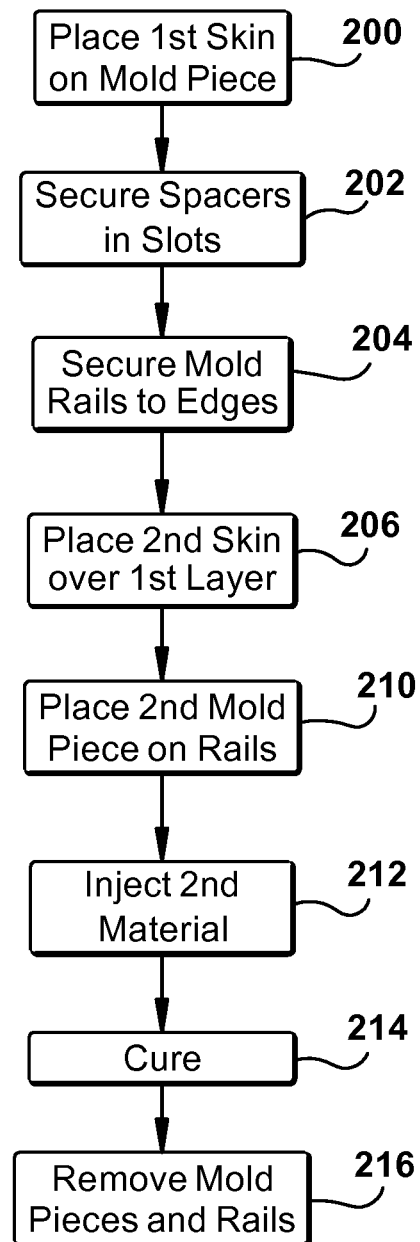 Place 1st Skin
on Mold Piece
200
Secure Spacers
in Slots
202
Secure Mold
Rails to Edges
204
Place 2nd Skin
over 1st Layer
206
Place 2nd Mold
Piece on Rails
210
Inject 2nd
Material
212
Cure
214
Remove Mold
Pieces and Rails
216